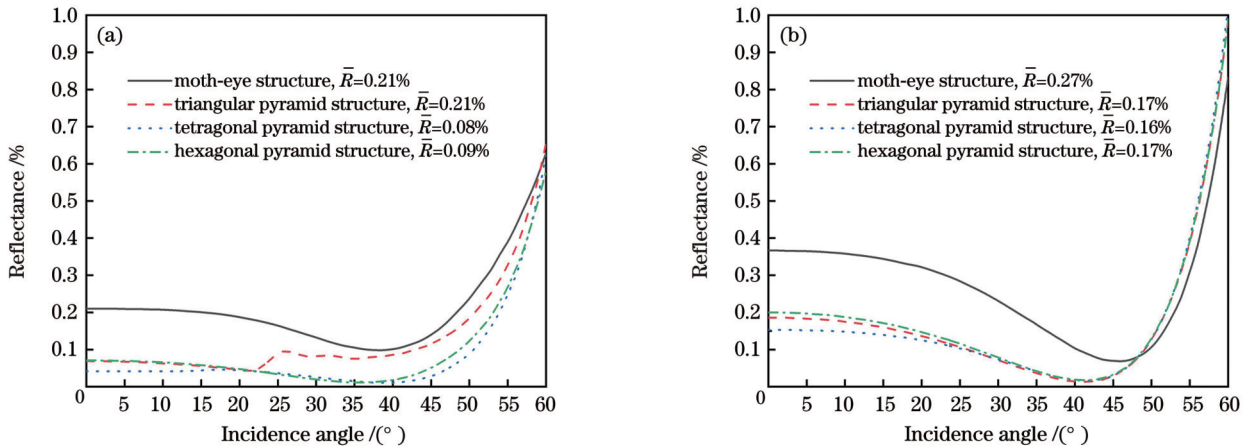 (a)
1.0
0.9
0.8
0.7
0.6
0.5
0.4
0.3
0.2
0.1
0
Reflectance /%
moth-eye structure, R̅=0.21%
triangular pyramid structure, R̅=0.21%
tetragonal pyramid structure, R̅=0.08%
hexagonal pyramid structure, R̅=0.09%
5 10 15 20 25 30 35 40 45 50 55 60
Incidence angle /(°)
(b)
1.0
0.9
0.8
0.7
0.6
0.5
0.4
0.3
0.2
0.1
0
Reflectance /%
moth-eye structure, R̅=0.27%
triangular pyramid structure, R̅=0.17%
tetragonal pyramid structure, R̅=0.16%
hexagonal pyramid structure, R̅=0.17%
5 10 15 20 25 30 35 40 45 50 55 60
Incidence angle /(°)